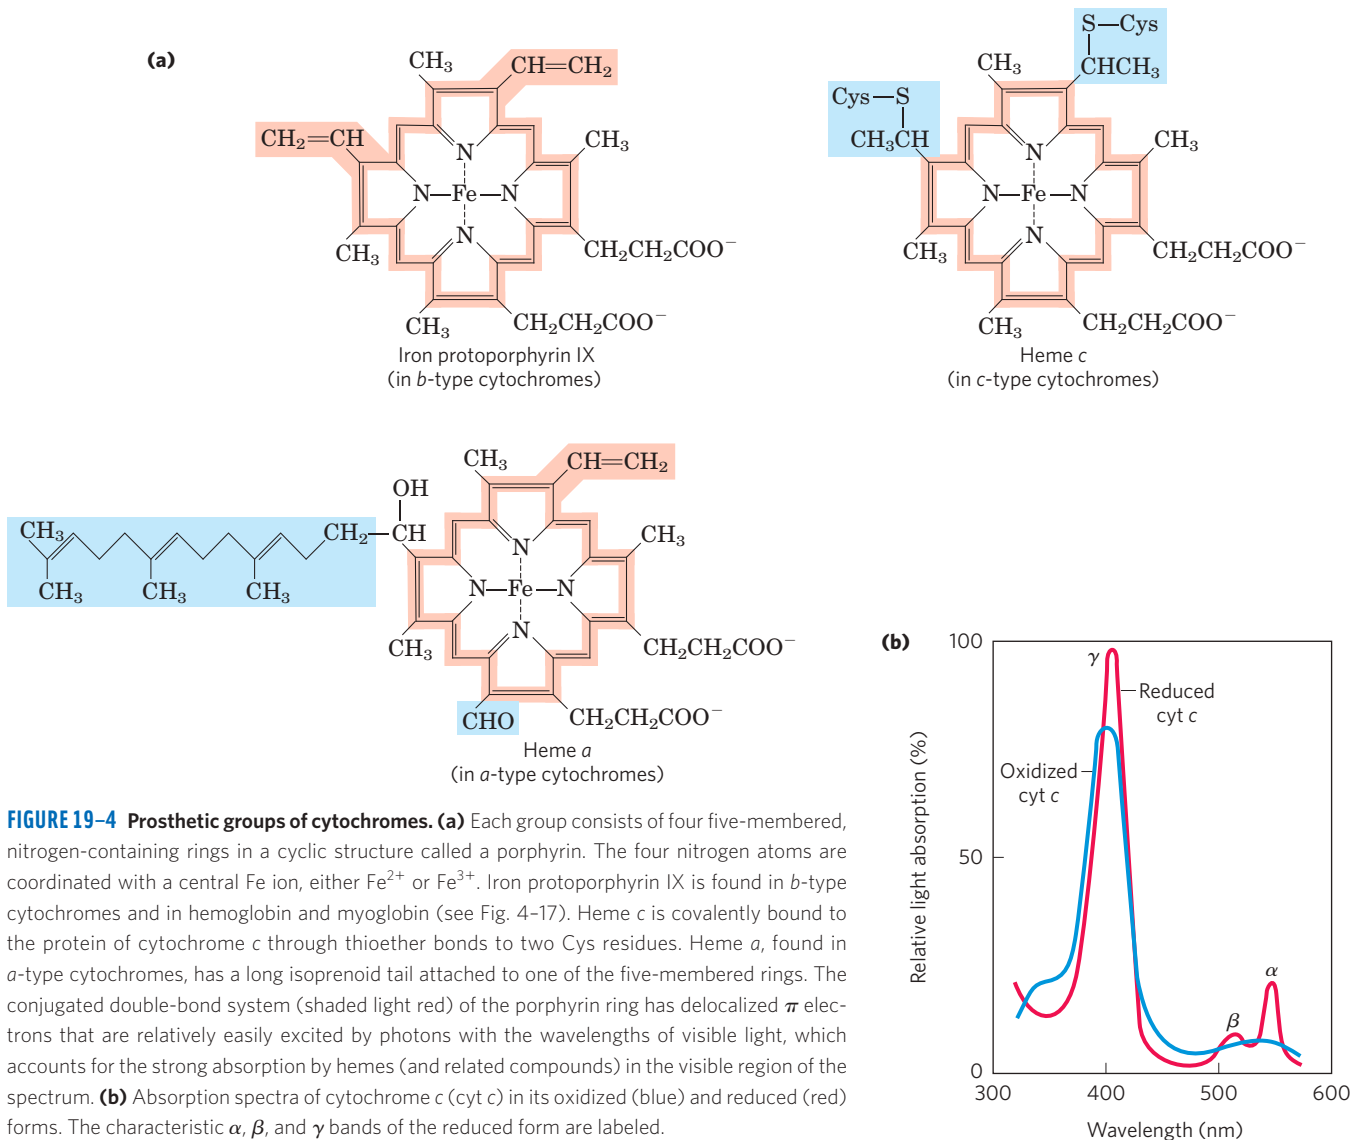 (a)
CH₃
CH=CH₂
CH₂=CH
CH₃
N
N—Fe—N
N
CH₃
CH₂CH₂COO⁻
CH₃
CH₂CH₂COO⁻
Iron protoporphyrin IX
(in b-type cytochromes)
S—Cys
CH₃
CHCH₃
Cys—S
CH₃CH
CH₃
N
N—Fe—N
N
CH₃
CH₂CH₂COO⁻
CH₃
CH₂CH₂COO⁻
Heme c
(in c-type cytochromes)
CH₃
CH=CH₂
OH
CH₃
CH₂—CH
CH₃
CH₃
CH₃
CH₃
N
N—Fe—N
N
CH₃
CH₂CH₂COO⁻
CHO
CH₂CH₂COO⁻
Heme a
(in a-type cytochromes)
(b)
100
50
0
Relative light absorption (%)
γ
Reduced
cyt c
Oxidized
cyt c
β
α
300
400
500
600
Wavelength (nm)
FIGURE 19–4 Prosthetic groups of cytochromes. (a) Each group consists of four five-membered,
nitrogen-containing rings in a cyclic structure called a porphyrin. The four nitrogen atoms are
coordinated with a central Fe ion, either Fe²⁺ or Fe³⁺. Iron protoporphyrin IX is found in b-type
cytochromes and in hemoglobin and myoglobin (see Fig. 4–17). Heme c is covalently bound to
the protein of cytochrome c through thioether bonds to two Cys residues. Heme a, found in
a-type cytochromes, has a long isoprenoid tail attached to one of the five-membered rings. The
conjugated double-bond system (shaded light red) of the porphyrin ring has delocalized π elec-
trons that are relatively easily excited by photons with the wavelengths of visible light, which
accounts for the strong absorption by hemes (and related compounds) in the visible region of the
spectrum. (b) Absorption spectra of cytochrome c (cyt c) in its oxidized (blue) and reduced (red)
forms. The characteristic α, β, and γ bands of the reduced form are labeled.